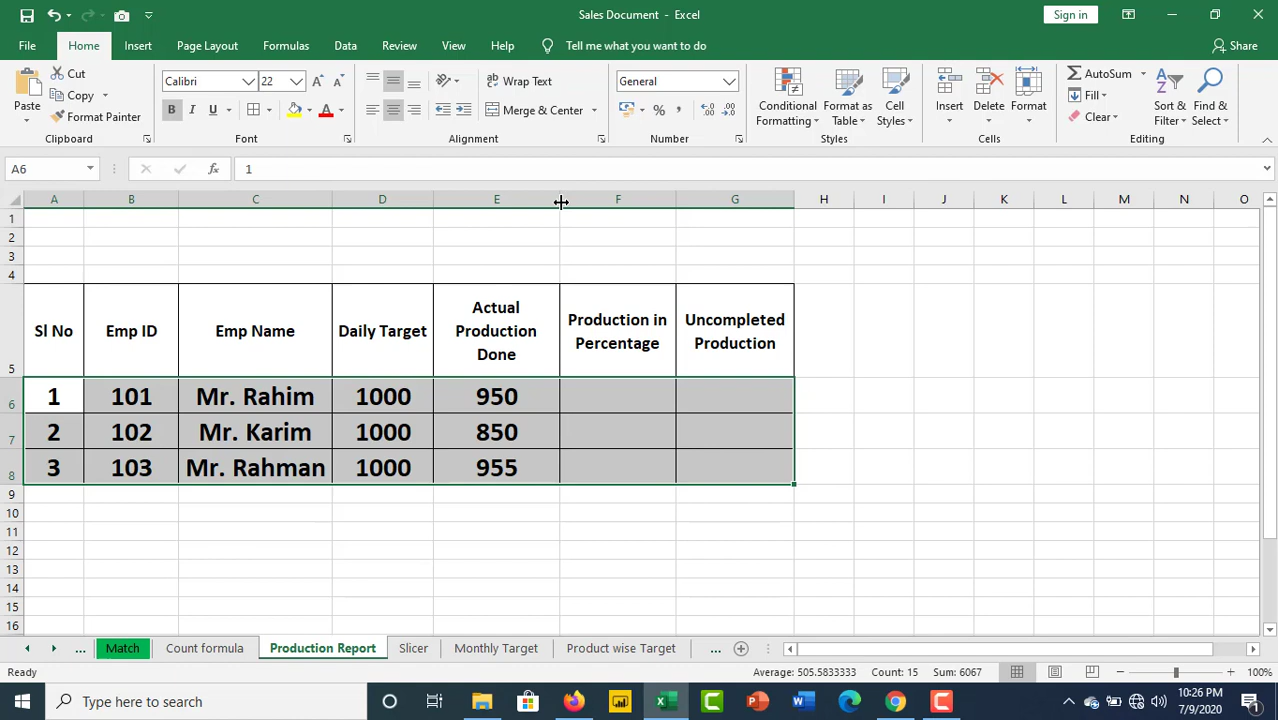 Sales Document - Excel
Sign in
File Home Insert Page Layout Formulas Data Review View Help Tell me what you want to do Share
Paste
Cut
Copy
Format Painter
Clipboard
Calibri 22
B I U
Font
Wrap Text
Merge & Center
Alignment
General
%
Number
Conditional Formatting
Format as Table
Cell Styles
Styles
Insert
Delete
Format
Cells
AutoSum
Fill
Clear
Sort & Filter
Find & Select
Editing
A6 fx 1
A B C D E F G H I J K L M N O
1
2
3
4
5 Sl No Emp ID Emp Name Daily Target Actual Production Done Production in Percentage Uncompleted Production
6 1 101 Mr. Rahim 1000 950
7 2 102 Mr. Karim 1000 850
8 3 103 Mr. Rahman 1000 955
9
10
11
12
13
14
15
16
... Match Count formula Production Report Slicer Monthly Target Product wise Target ...
Ready Average: 505.5833333 Count: 15 Sum: 6067 100%
Type here to search
10:26 PM
7/9/2020
1